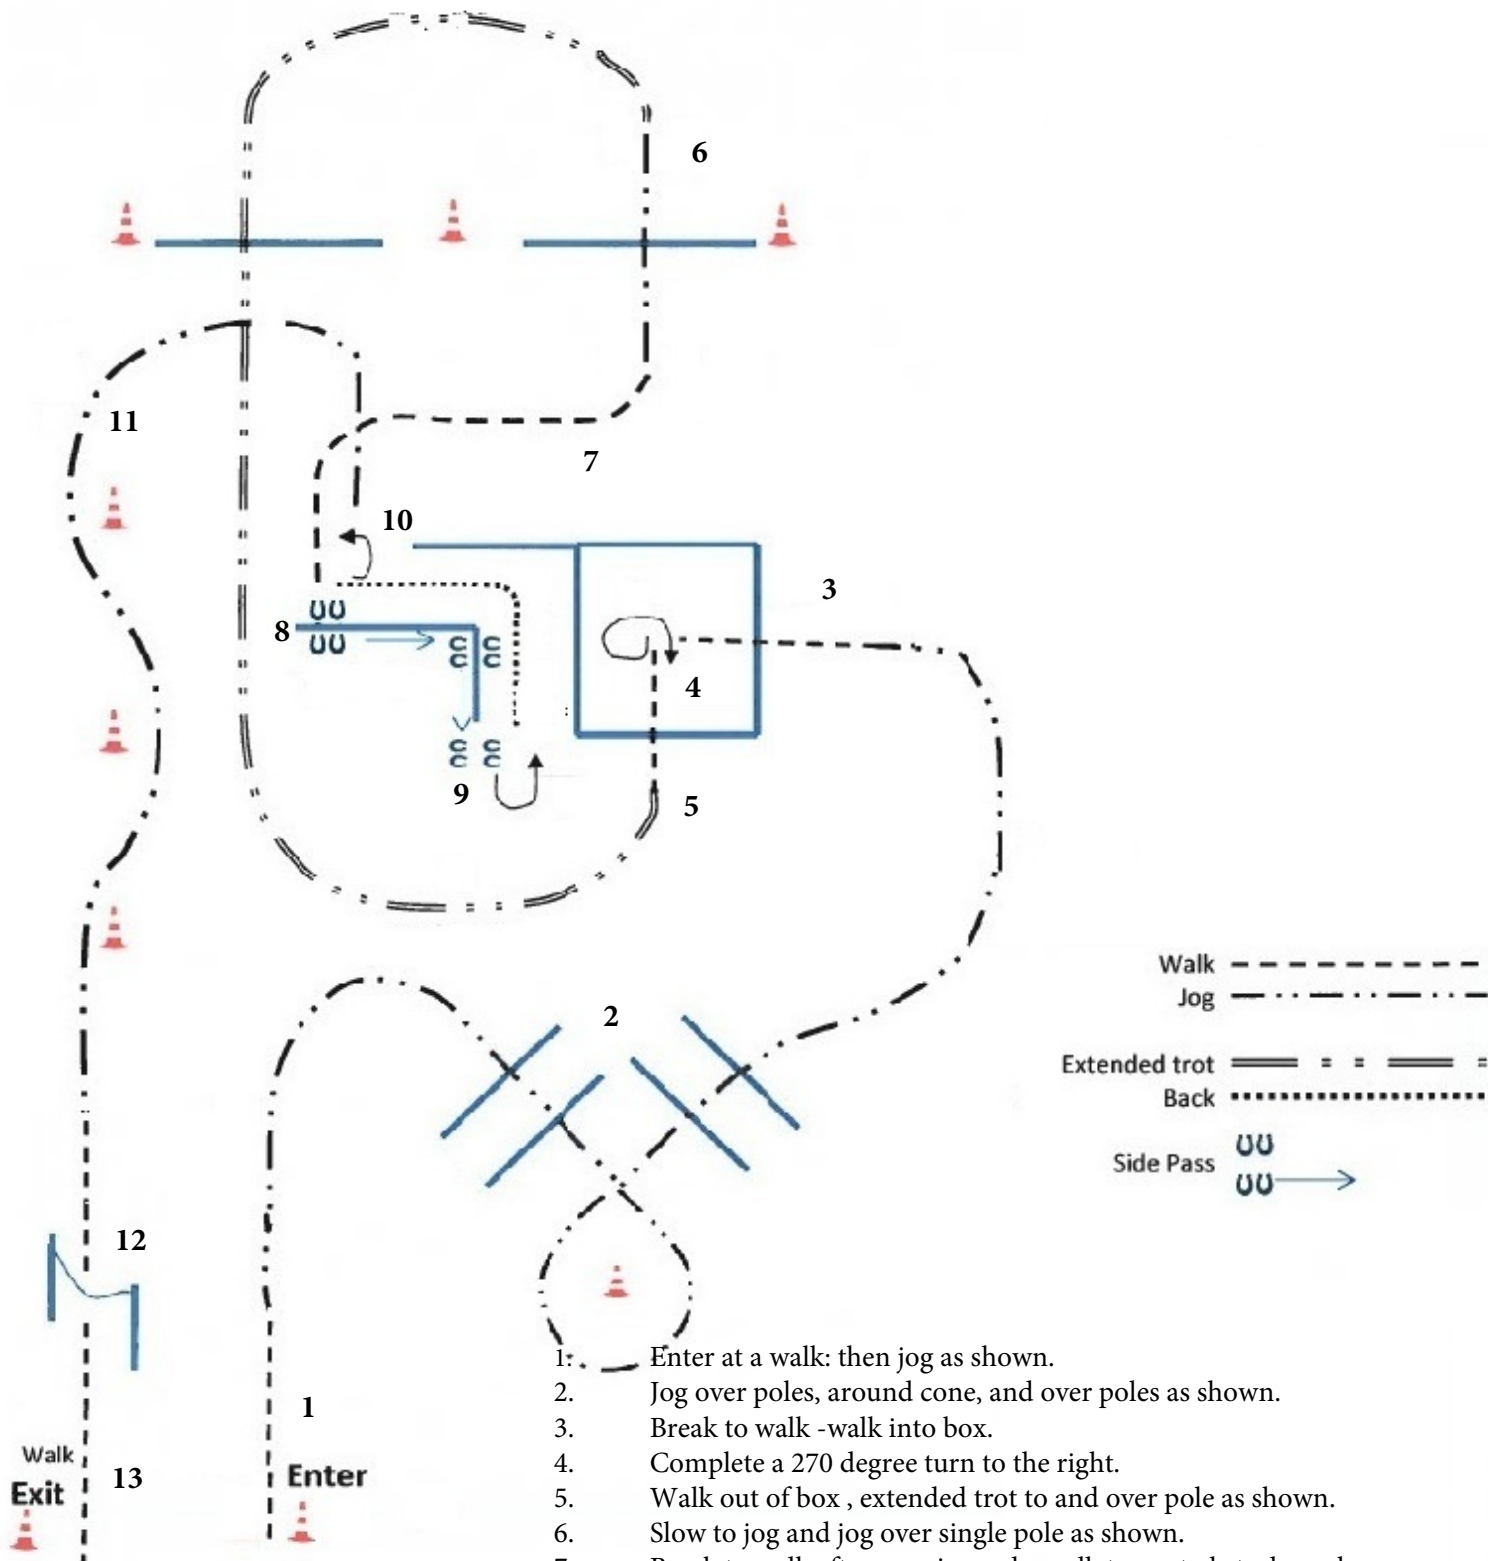 6
11
7
10
3
8
4
9
5
2
Walk
Jog
Extended trot
Back
Side Pass
12
1
Walk
Exit
13
Enter
1. Enter at a walk: then jog as shown.
2. Jog over poles, around cone, and over poles as shown.
3. Break to walk -walk into box.
4. Complete a 270 degree turn to the right.
5. Walk out of box , extended trot to and over pole as shown.
6. Slow to jog and jog over single pole as shown.